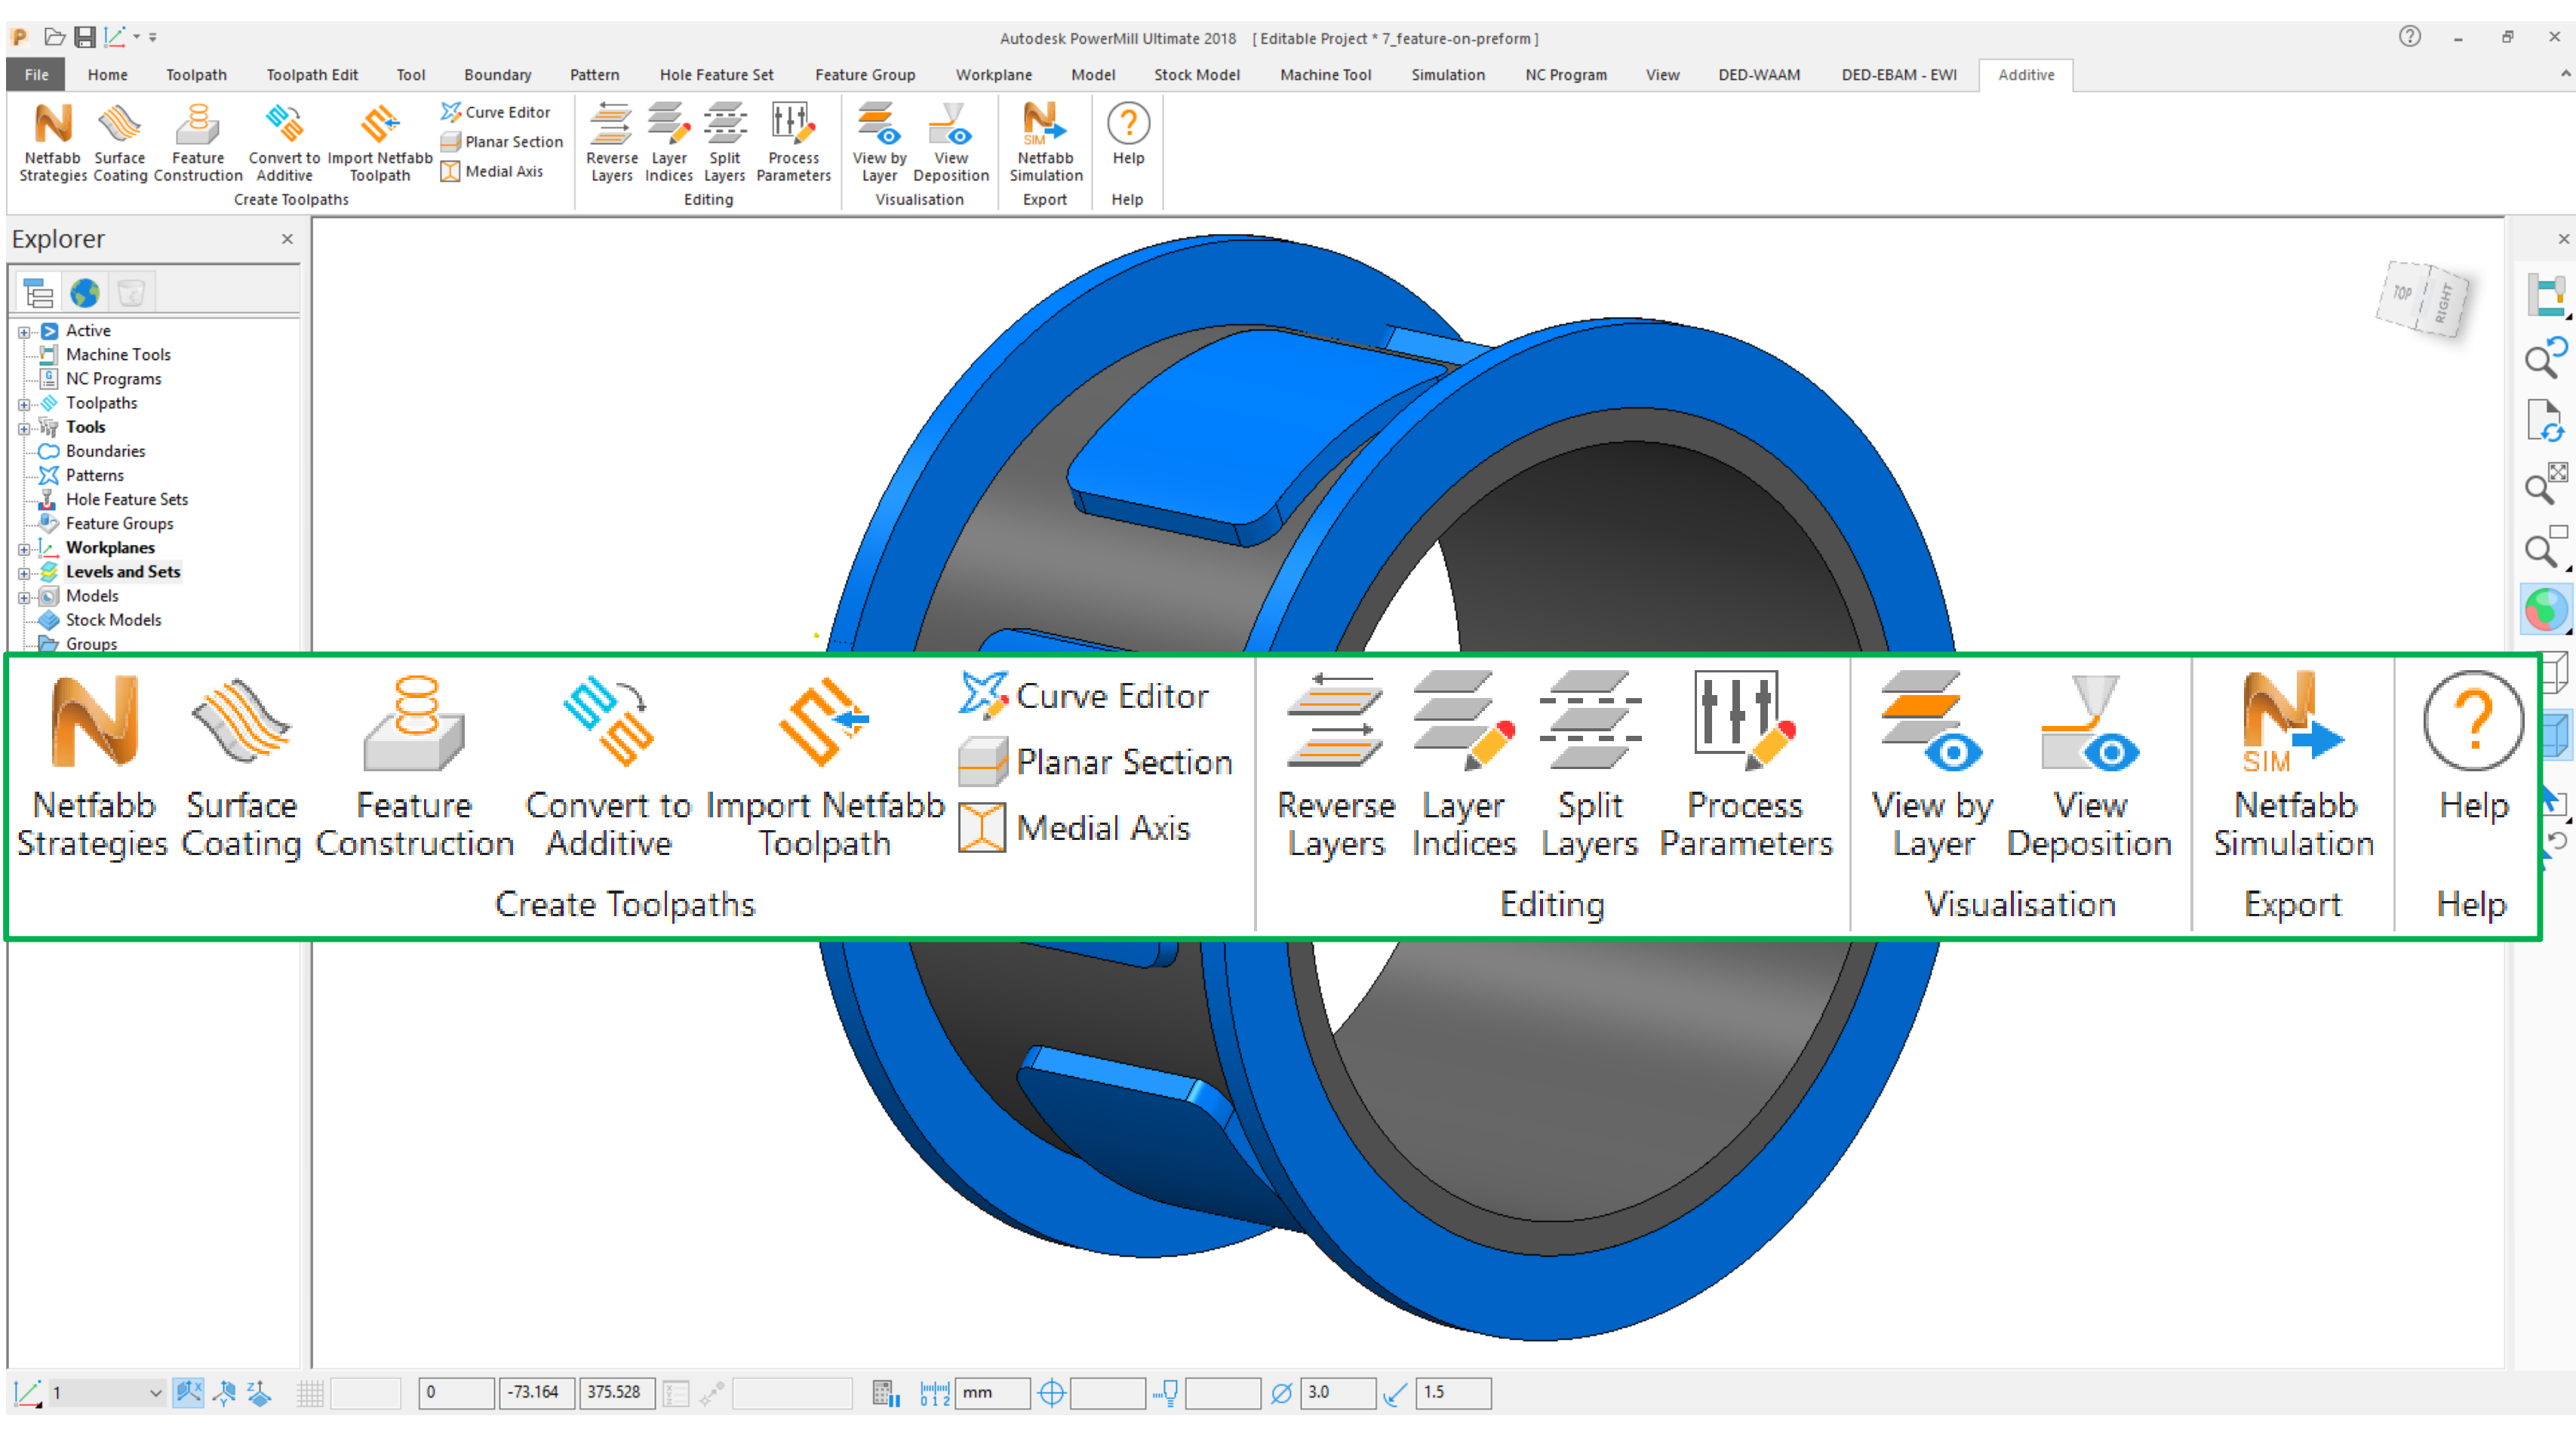 Autodesk PowerMill Ultimate 2018 [ Editable Project * 7_feature-on-preform ]
File Home Toolpath Toolpath Edit Tool Boundary Pattern Hole Feature Set Feature Group Workplane Model Stock Model Machine Tool Simulation NC Program View DED-WAAM DED-EBAM - EWI Additive
Netfabb Strategies
Surface Coating
Feature Construction
Convert to Additive
Import Netfabb Toolpath
Curve Editor
Planar Section
Medial Axis
Create Toolpaths
Reverse Layers
Layer Indices
Split Layers
Process Parameters
Editing
View by Layer
View Deposition
Visualisation
SIM
Netfabb Simulation
Export
?
Help
Help
Explorer
Active
Machine Tools
NC Programs
Toolpaths
Tools
Boundaries
Patterns
Hole Feature Sets
Feature Groups
Workplanes
Levels and Sets
Models
Stock Models
Groups
TOP
RIGHT
Netfabb Strategies
Surface Coating
Feature Construction
Convert to Additive
Import Netfabb Toolpath
Curve Editor
Planar Section
Medial Axis
Create Toolpaths
Reverse Layers
Layer Indices
Split Layers
Process Parameters
Editing
View by Layer
View Deposition
Visualisation
SIM
Netfabb Simulation
Export
?
Help
Help
1 0 -73.164 375.528 0 1 2 mm 3.0 1.5